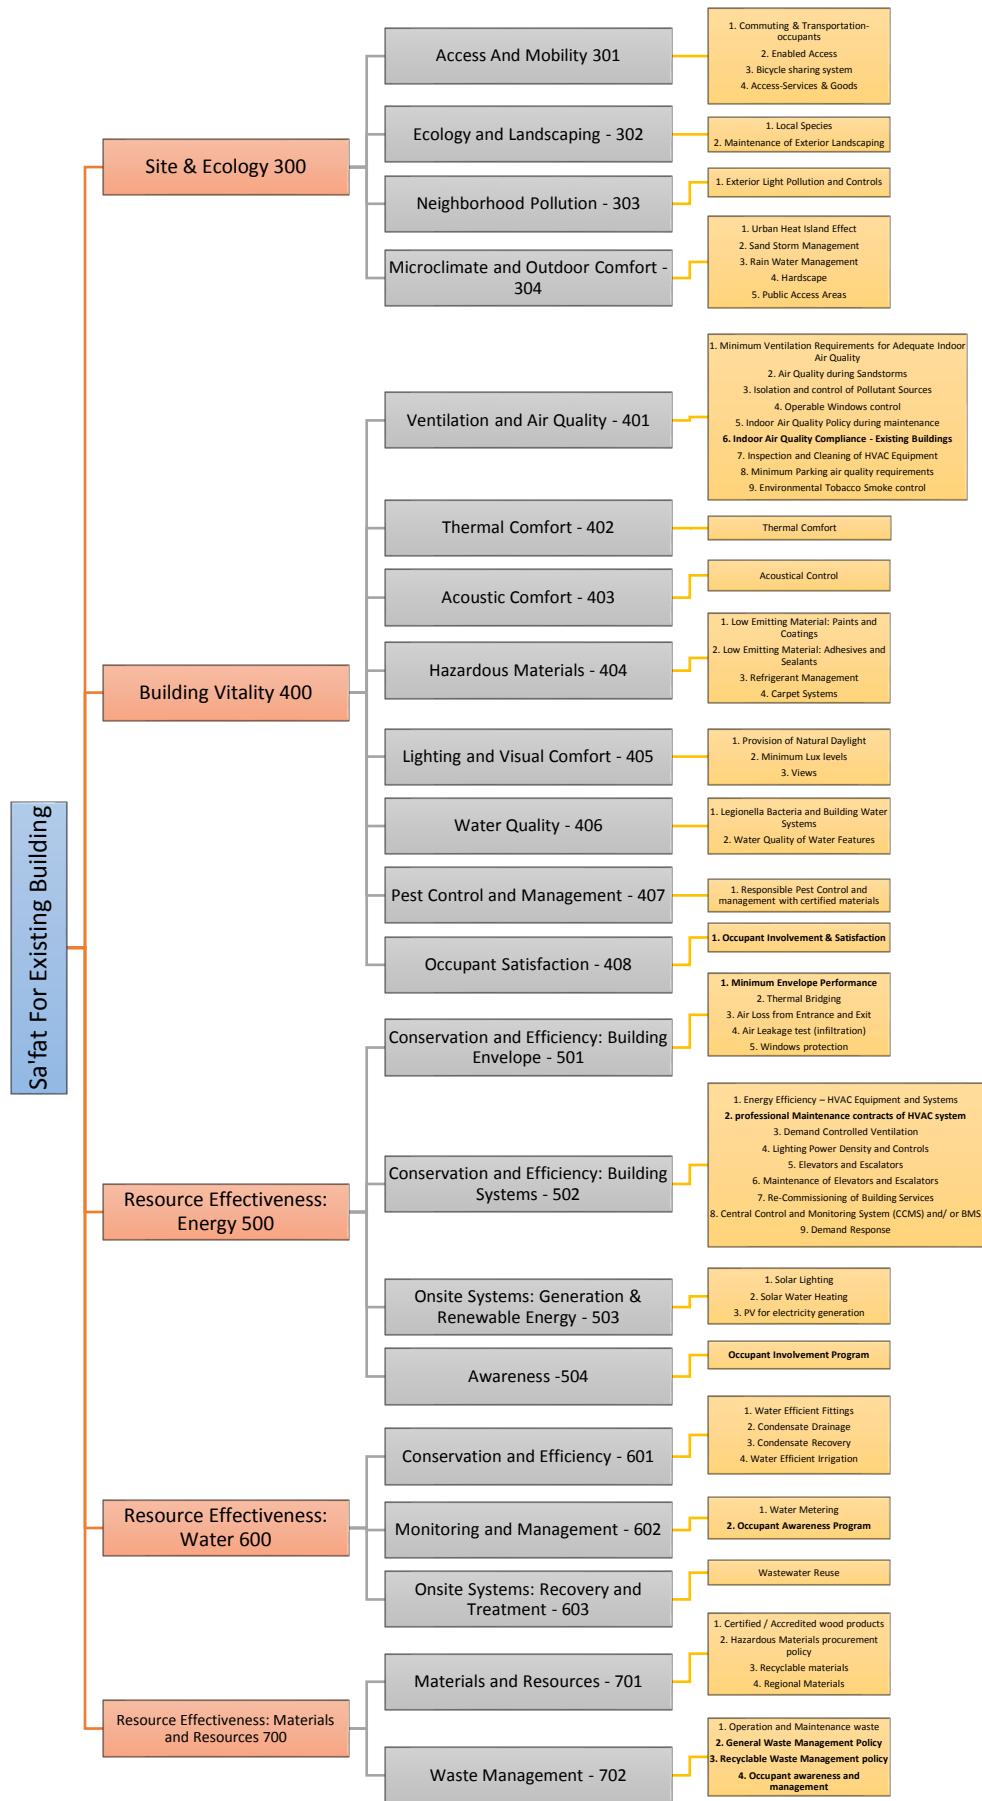 Sa'fat For Existing Building
Site & Ecology 300
Access And Mobility 301
1. Commuting & Transportation-
occupants
2. Enabled Access
3. Bicycle sharing system
4. Access-Services & Goods
Ecology and Landscaping - 302
1. Local Species
2. Maintenance of Exterior Landscaping
Neighborhood Pollution - 303
1. Exterior Light Pollution and Controls
Microclimate and Outdoor Comfort -
304
1. Urban Heat Island Effect
2. Sand Storm Management
3. Rain Water Management
4. Hardscape
5. Public Access Areas
Building Vitality 400
Ventilation and Air Quality - 401
1. Minimum Ventilation Requirements for Adequate Indoor
Air Quality
2. Air Quality during Sandstorms
3. Isolation and control of Pollutant Sources
4. Operable Windows control
5. Indoor Air Quality Policy during maintenance
6. Indoor Air Quality Compliance - Existing Buildings
7. Inspection and Cleaning of HVAC Equipment
8. Minimum Parking air quality requirements
9. Environmental Tobacco Smoke control
Thermal Comfort - 402
Thermal Comfort
Acoustic Comfort - 403
Acoustical Control
Hazardous Materials - 404
1. Low Emitting Material: Paints and
Coatings
2. Low Emitting Material: Adhesives and
Sealants
3. Refrigerant Management
4. Carpet Systems
Lighting and Visual Comfort - 405
1. Provision of Natural Daylight
2. Minimum Lux levels
3. Views
Water Quality - 406
1. Legionella Bacteria and Building Water
Systems
2. Water Quality of Water Features
Pest Control and Management - 407
1. Responsible Pest Control and
management with certified materials
Occupant Satisfaction - 408
1. Occupant Involvement & Satisfaction
Resource Effectiveness:
Energy 500
Conservation and Efficiency: Building
Envelope - 501
1. Minimum Envelope Performance
2. Thermal Bridging
3. Air Loss from Entrance and Exit
4. Air Leakage test (infiltration)
5. Windows protection
Conservation and Efficiency: Building
Systems - 502
1. Energy Efficiency – HVAC Equipment and Systems
2. professional Maintenance contracts of HVAC system
3. Demand Controlled Ventilation
4. Lighting Power Density and Controls
5. Elevators and Escalators
6. Maintenance of Elevators and Escalators
7. Re-Commissioning of Building Services
8. Central Control and Monitoring System (CCMS) and/ or BMS
9. Demand Response
Onsite Systems: Generation &
Renewable Energy - 503
1. Solar Lighting
2. Solar Water Heating
3. PV for electricity generation
Awareness -504
Occupant Involvement Program
Resource Effectiveness:
Water 600
Conservation and Efficiency - 601
1. Water Efficient Fittings
2. Condensate Drainage
3. Condensate Recovery
4. Water Efficient Irrigation
Monitoring and Management - 602
1. Water Metering
2. Occupant Awareness Program
Onsite Systems: Recovery and
Treatment - 603
Wastewater Reuse
Resource Effectiveness: Materials
and Resources 700
Materials and Resources - 701
1. Certified / Accredited wood products
2. Hazardous Materials procurement
policy
3. Recyclable materials
4. Regional Materials
Waste Management - 702
1. Operation and Maintenance waste
2. General Waste Management Policy
3. Recyclable Waste Management policy
4. Occupant awareness and
management